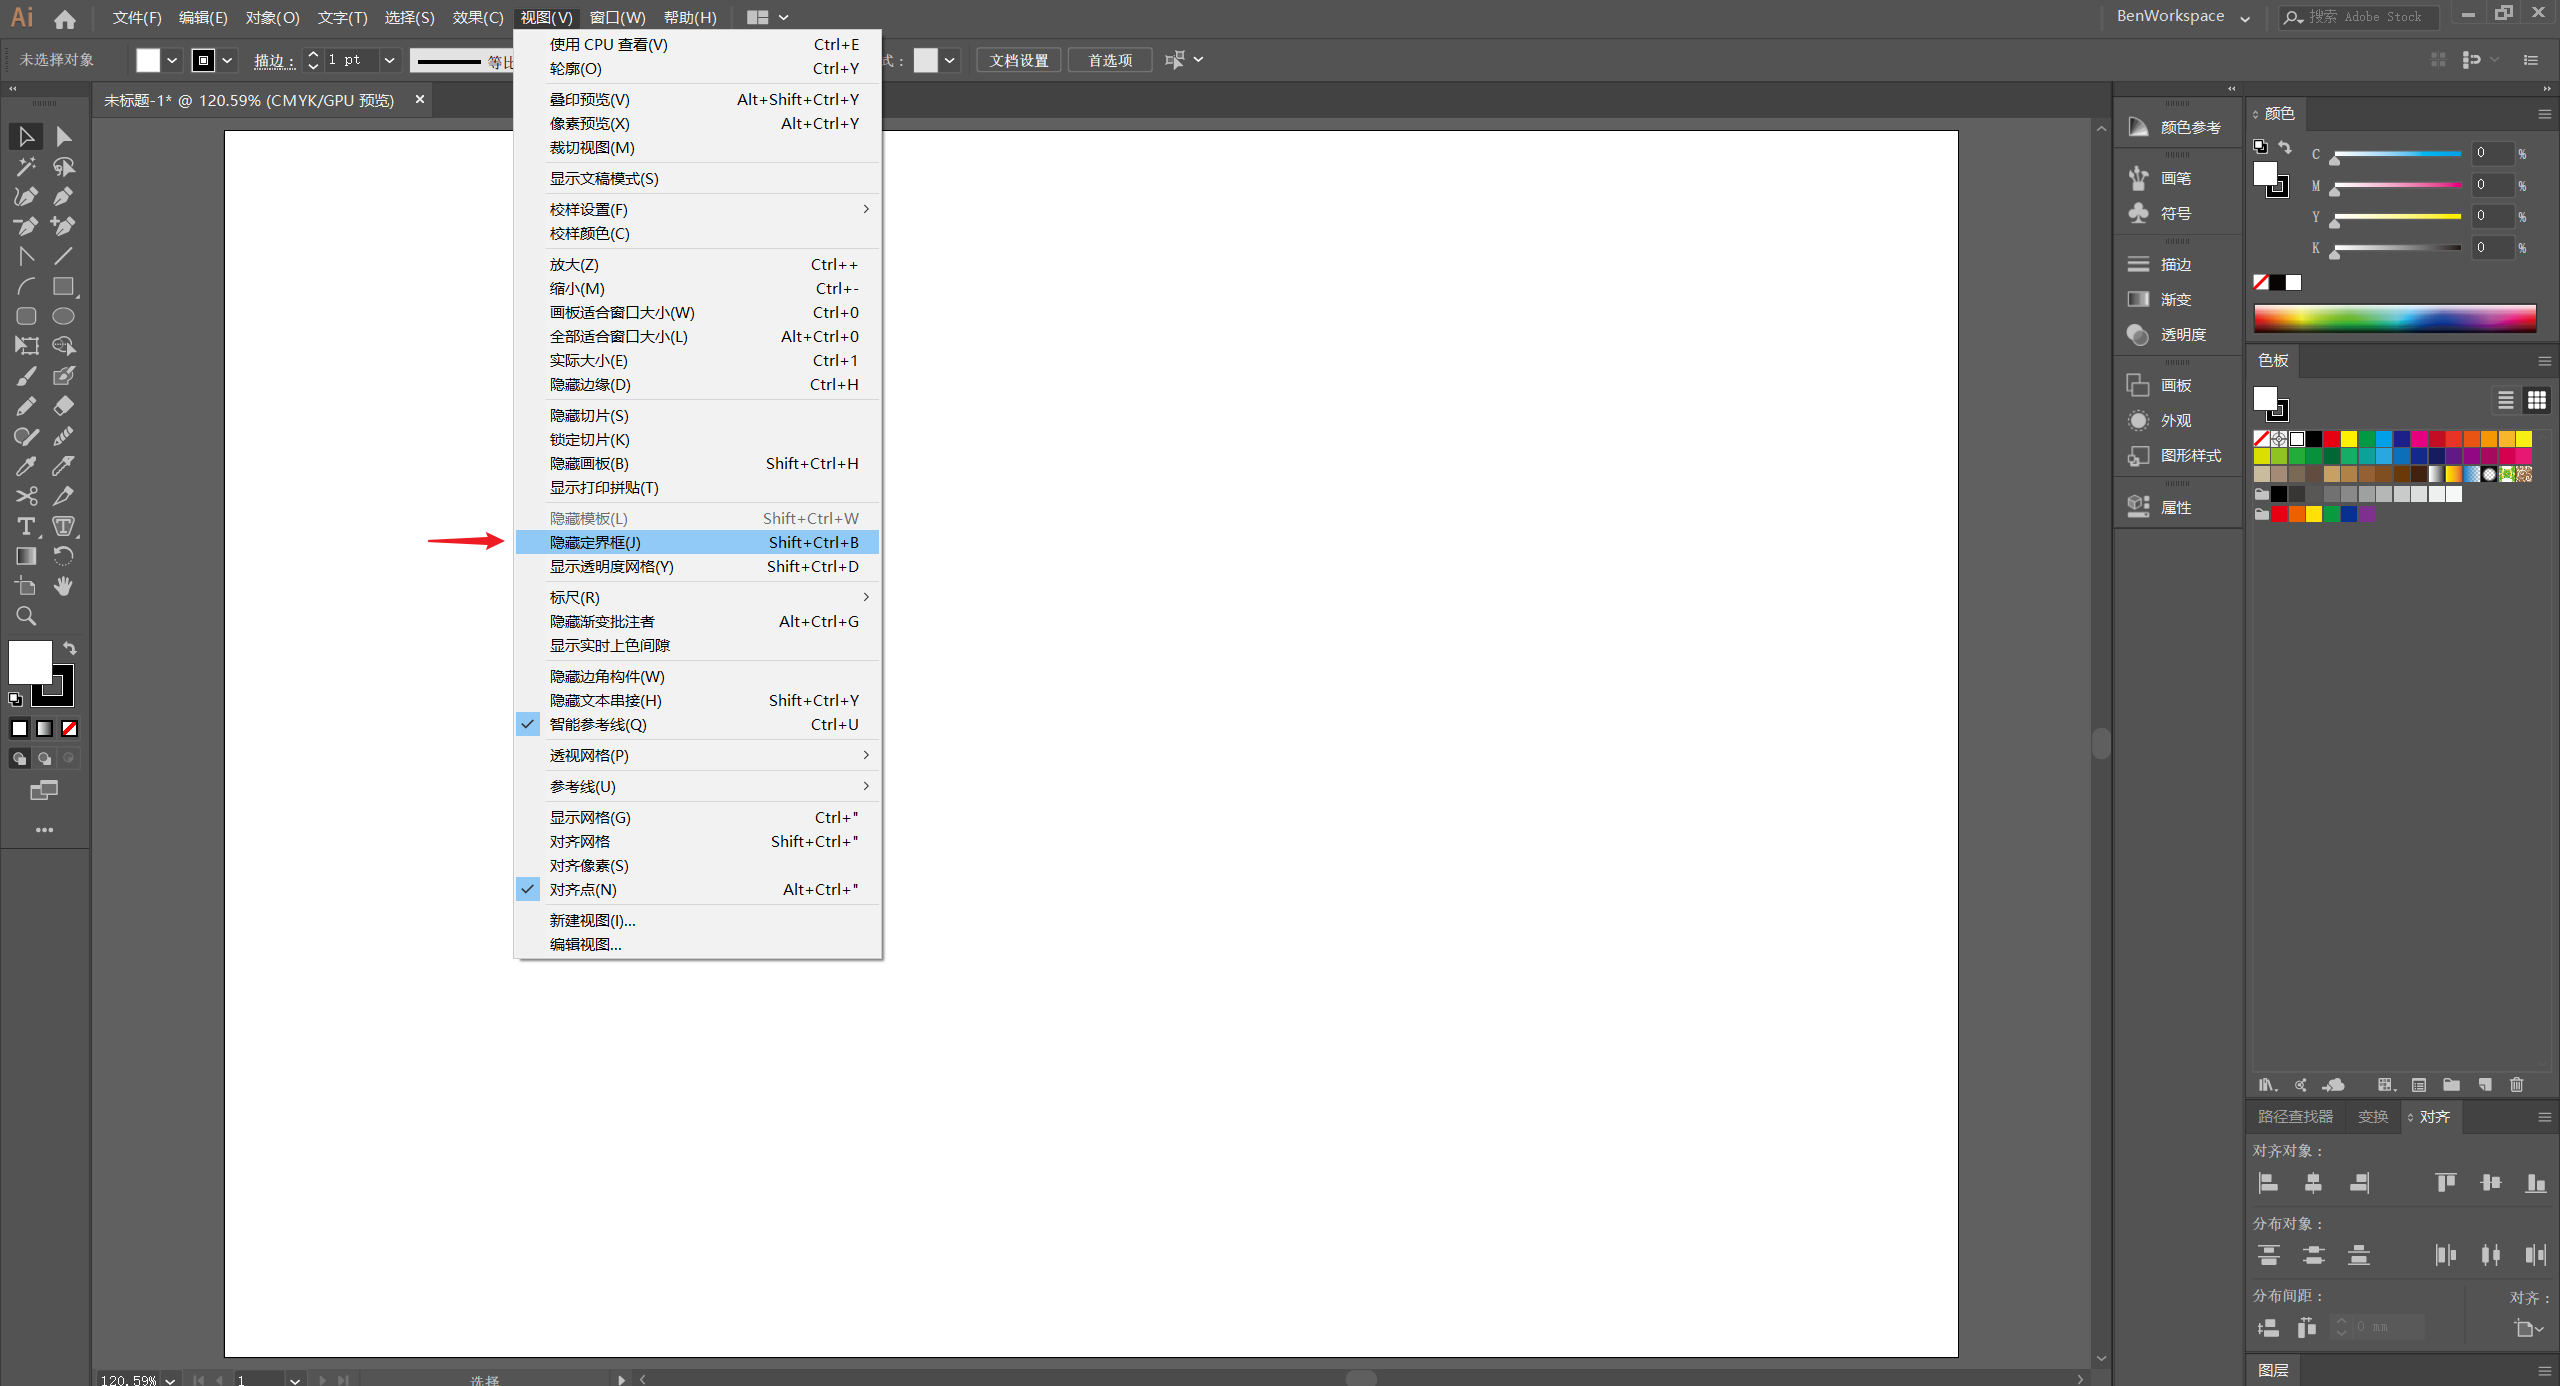 Ai 文件(F) 编辑(E) 对象(O) 文字(T) 选择(S) 效果(C) 视图(V) 窗口(W) 帮助(H) BenWorkspace 搜索 Adobe Stock
未选择对象 描边: 1 pt 等比 式: 文档设置 首选项
未标题-1* @ 120.59% (CMYK/GPU 预览) ×
使用 CPU 查看(V) Ctrl+E
轮廓(O) Ctrl+Y
叠印预览(V) Alt+Shift+Ctrl+Y
像素预览(X) Alt+Ctrl+Y
裁切视图(M)
显示文稿模式(S)
校样设置(F)
校样颜色(C)
放大(Z) Ctrl++
缩小(M) Ctrl+-
画板适合窗口大小(W) Ctrl+0
全部适合窗口大小(L) Alt+Ctrl+0
实际大小(E) Ctrl+1
隐藏边缘(D) Ctrl+H
隐藏切片(S)
锁定切片(K)
隐藏画板(B) Shift+Ctrl+H
显示打印拼贴(T)
隐藏模板(L) Shift+Ctrl+W
隐藏定界框(J) Shift+Ctrl+B
显示透明度网格(Y) Shift+Ctrl+D
标尺(R)
隐藏渐变批注者 Alt+Ctrl+G
显示实时上色间隙
隐藏边角构件(W)
隐藏文本串接(H) Shift+Ctrl+Y
智能参考线(Q) Ctrl+U
透视网格(P)
参考线(U)
显示网格(G) Ctrl+"
对齐网格 Shift+Ctrl+"
对齐像素(S)
对齐点(N) Alt+Ctrl+"
新建视图(I)...
编辑视图...
颜色参考
画笔
符号
描边
渐变
透明度
画板
外观
图形样式
属性
颜色
C 0 %
M 0 %
Y 0 %
K 0 %
色板
路径查找器 变换 对齐
对齐对象:
分布对象:
分布间距: 对齐:
0 mm
图层
120.59% 1 选择